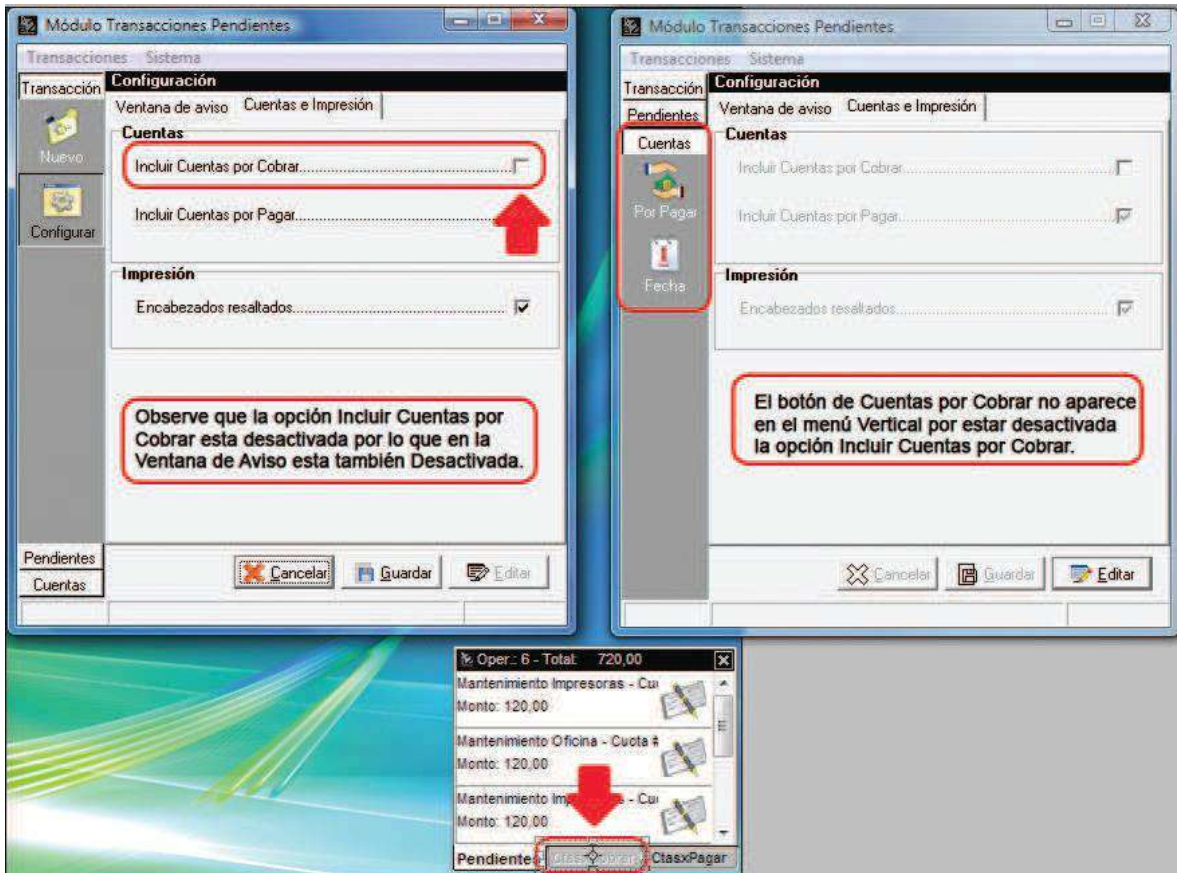 Módulo Transacciones Pendientes
Transacciones Sistema
Transacción
Nuevo
Configurar
Pendientes
Cuentas
Configuración
Ventana de aviso Cuentas e Impresión
Cuentas
Incluir Cuentas por Cobrar
Incluir Cuentas por Pagar
Impresión
Encabezados resaltados
Observe que la opción Incluir Cuentas por
Cobrar esta desactivada por lo que en la
Ventana de Aviso esta también Desactivada.
Cancelar Guardar Editar
Módulo Transacciones Pendientes
Transacciones Sistema
Transacción
Pendientes
Cuentas
Por Pagar
Fecha
Configuración
Ventana de aviso Cuentas e Impresión
Cuentas
Incluir Cuentas por Cobrar
Incluir Cuentas por Pagar
Impresión
Encabezados resaltados
El botón de Cuentas por Cobrar no aparece
en el menú Vertical por estar desactivada
la opción Incluir Cuentas por Cobrar.
Cancelar Guardar Editar
Oper.: 6 - Total: 720,00
Mantenimiento Impresoras - Cu
Monto: 120,00
Mantenimiento Oficina - Cuota #
Monto: 120,00
Mantenimiento - Cu
Monto: 120,00
Pendientes CtasxPagar